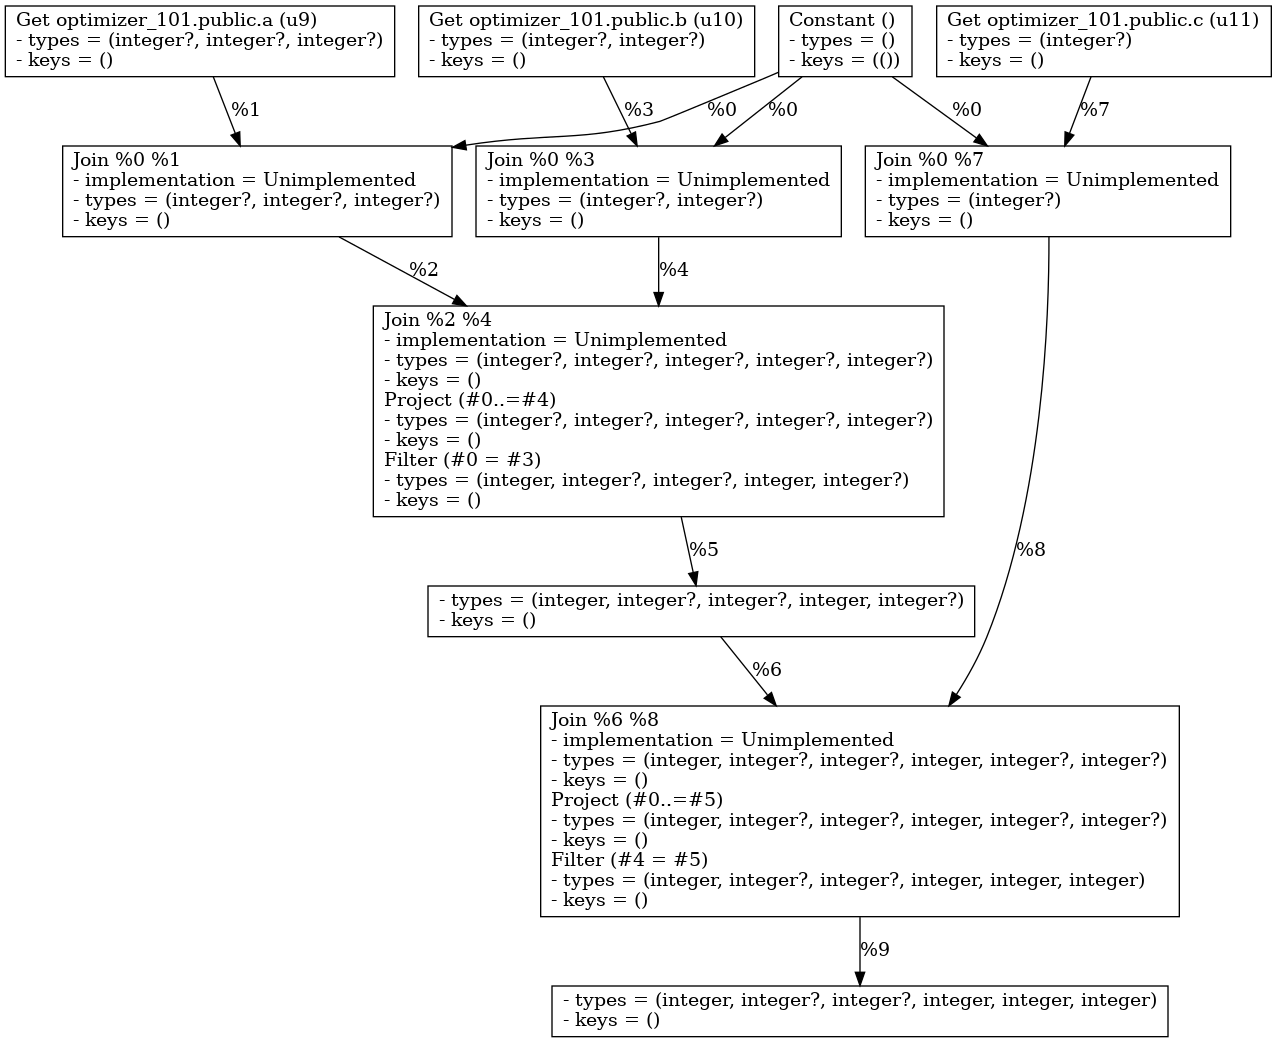 Get optimizer_101.public.a (u9)
- types = (integer?, integer?, integer?)
- keys = ()
Get optimizer_101.public.b (u10)
- types = (integer?, integer?)
- keys = ()
Constant ()
- types = ()
- keys = (())
Get optimizer_101.public.c (u11)
- types = (integer?)
- keys = ()
%1
%3
%0
%0
%0
%7
Join %0 %1
- implementation = Unimplemented
- types = (integer?, integer?, integer?)
- keys = ()
Join %0 %3
- implementation = Unimplemented
- types = (integer?, integer?)
- keys = ()
Join %0 %7
- implementation = Unimplemented
- types = (integer?)
- keys = ()
%2
%4
Join %2 %4
- implementation = Unimplemented
- types = (integer?, integer?, integer?, integer?, integer?)
- keys = ()
Project (#0..=#4)
- types = (integer?, integer?, integer?, integer?, integer?)
- keys = ()
Filter (#0 = #3)
- types = (integer, integer?, integer?, integer, integer?)
- keys = ()
%5
%8
- types = (integer, integer?, integer?, integer, integer?)
- keys = ()
%6
Join %6 %8
- implementation = Unimplemented
- types = (integer, integer?, integer?, integer, integer?, integer?)
- keys = ()
Project (#0..=#5)
- types = (integer, integer?, integer?, integer, integer?, integer?)
- keys = ()
Filter (#4 = #5)
- types = (integer, integer?, integer?, integer, integer, integer)
- keys = ()
%9
- types = (integer, integer?, integer?, integer, integer, integer)
- keys = ()